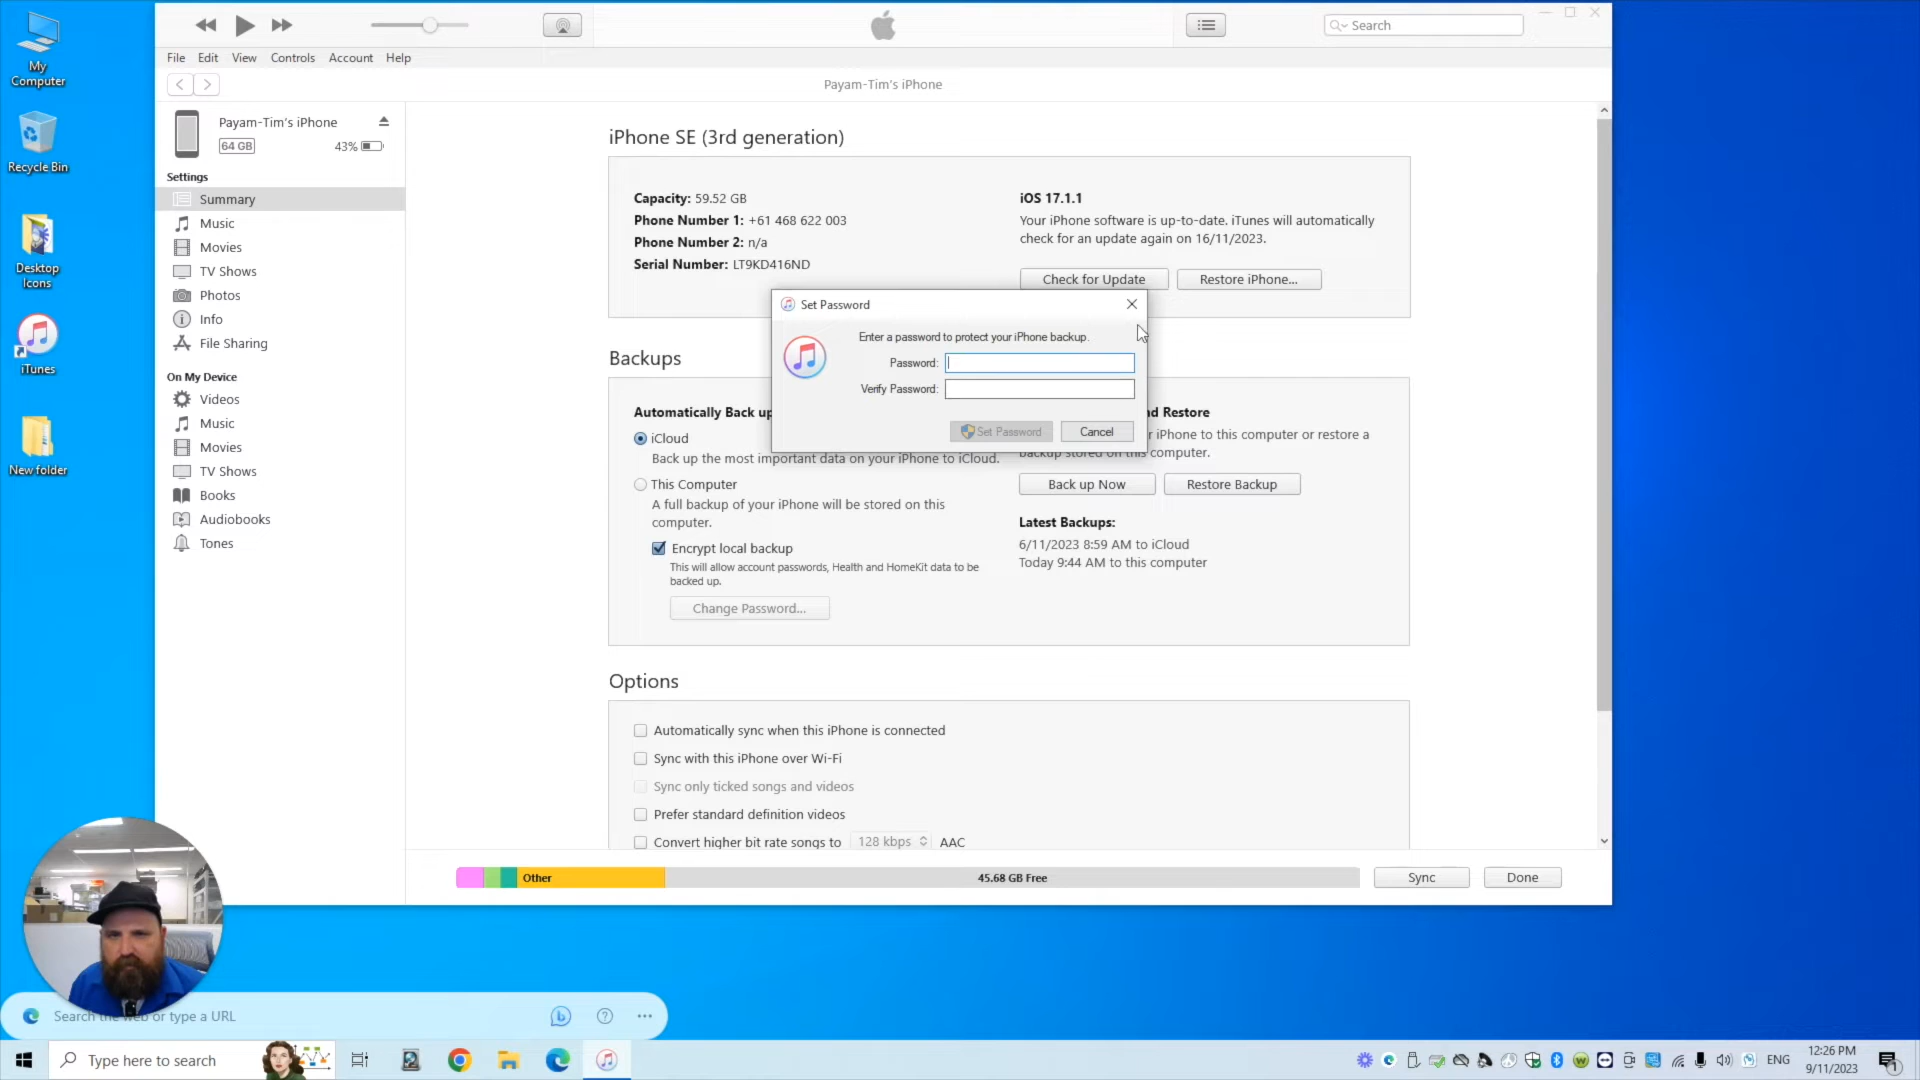 My
Computer
Recycle Bin
Desktop
Icons
iTunes
New folder
Search
File Edit View Controls Account Help
Payam-Tim's iPhone
Payam-Tim's iPhone
64 GB
43%
Settings
Summary
Music
Movies
TV Shows
Photos
Info
File Sharing
On My Device
Videos
Music
Movies
TV Shows
Books
Audiobooks
Tones
iPhone SE (3rd generation)
Capacity: 59.52 GB
Phone Number 1: +61 468 622 003
Phone Number 2: n/a
Serial Number: LT9KD416ND
iOS 17.1.1
Your iPhone software is up-to-date. iTunes will automatically
check for an update again on 16/11/2023.
Check for Update
Restore iPhone...
Set Password
Enter a password to protect your iPhone backup.
Password:
Verify Password:
Set Password
Cancel
Backups
Automatically Back up
iCloud
Back up the most important data on your iPhone to iCloud.
This Computer
A full backup of your iPhone will be stored on this
computer.
Encrypt local backup
This will allow account passwords, Health and HomeKit data to be
backed up.
Change Password...
nd Restore
r iPhone to this computer or restore a
backup stored on this computer.
Back up Now
Restore Backup
Latest Backups:
6/11/2023 8:59 AM to iCloud
Today 9:44 AM to this computer
Options
Automatically sync when this iPhone is connected
Sync with this iPhone over Wi-Fi
Sync only ticked songs and videos
Prefer standard definition videos
Convert higher bit rate songs to 128 kbps AAC
Other
45.68 GB Free
Sync
Done
Search the web or type a URL
Type here to search
ENG
12:26 PM
9/11/2023
1